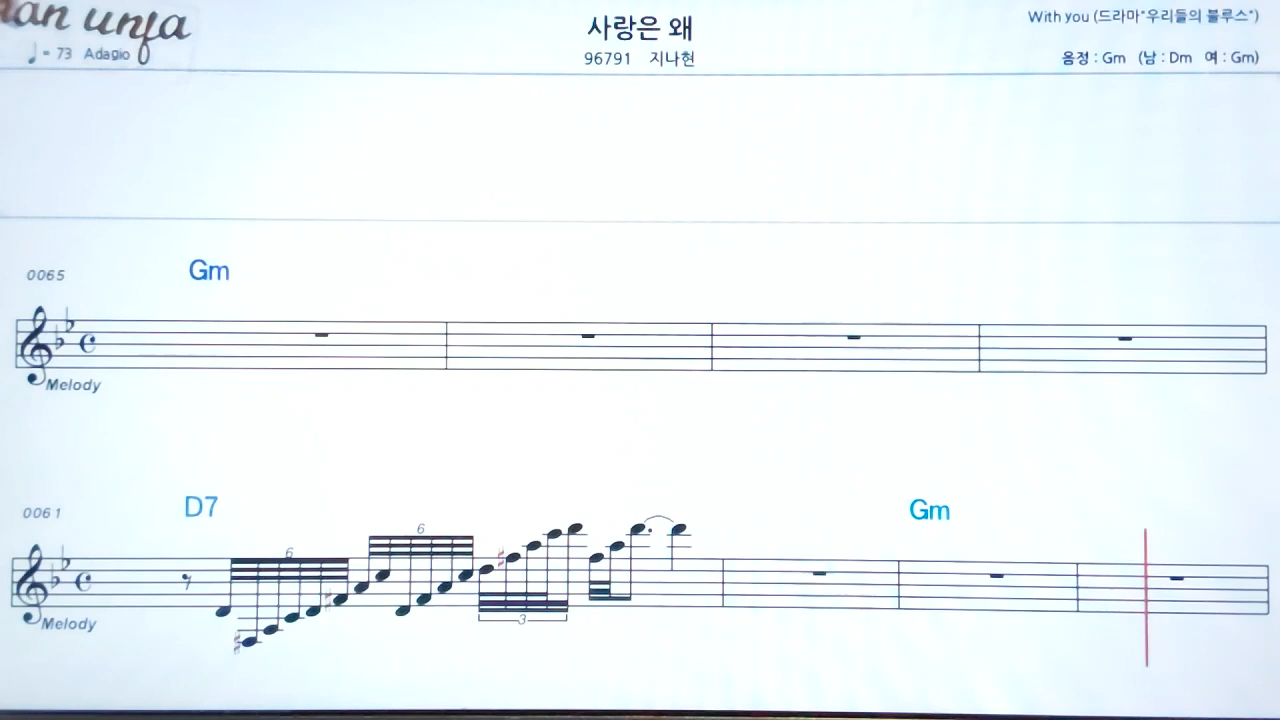 man unja
♩ = 73 Adagio
사랑은 왜
96791 지나현
With you (드라마"우리들의 블루스")
음정 : Gm (남 : Dm 여 : Gm)
0065
Gm
Melody
0061
D7
Gm
6
6
3
Melody